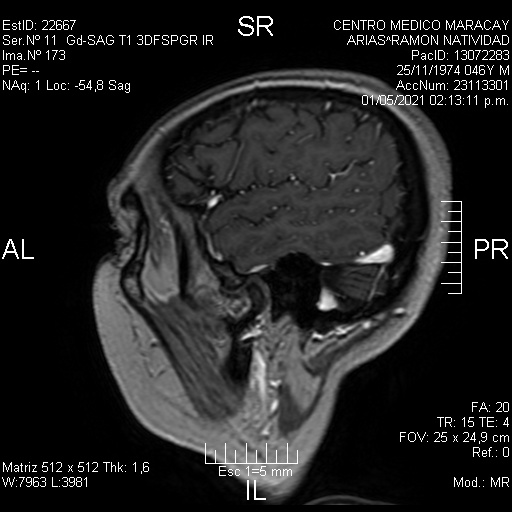 EstID: 22667
Ser.Nº 11 Gd-SAG T1 3DFSPGR IR
Ima.Nº 173
PE= --
NAq: 1 Loc: -54,8 Sag
SR
CENTRO MEDICO MARACAY
ARIAS^RAMON NATIVIDAD
PacID: 13072283
25/11/1974 046Y M
AccNum: 23113301
01/05/2021 02:13:11 p.m.
AL
PR
FA: 20
TR: 15 TE: 4
FOV: 25 x 24,9 cm
Ref.: 0
Matriz 512 x 512 Thk: 1,6
W:7963 L:3981
Esc 1=5 mm
IL
Mod.: MR